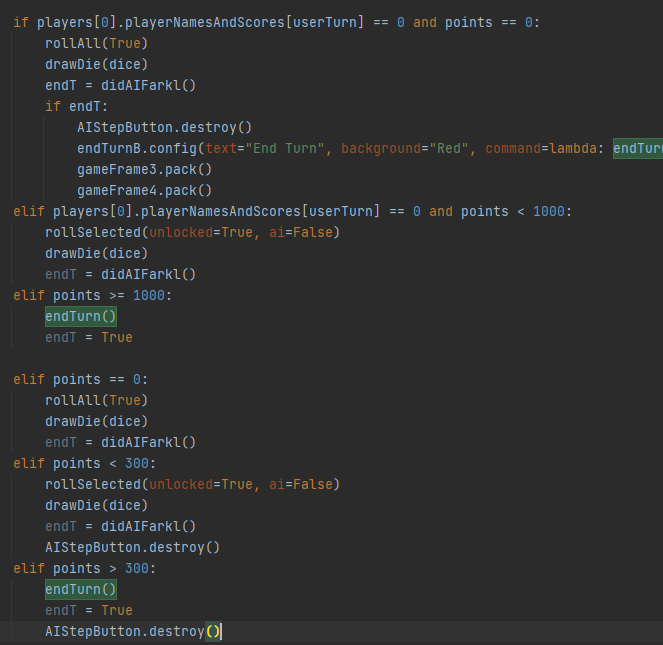 if players[0].playerNamesAndScores[userTurn] == 0 and points == 0:
    rollAll(True)
    drawDie(dice)
    endT = didAIFarkl()
    if endT:
        AIStepButton.destroy()
        endTurnB.config(text="End Turn", background="Red", command=lambda: endTurn
        gameFrame3.pack()
        gameFrame4.pack()
elif players[0].playerNamesAndScores[userTurn] == 0 and points < 1000:
    rollSelected(unlocked=True, ai=False)
    drawDie(dice)
    endT = didAIFarkl()
elif points >= 1000:
    endTurn()
    endT = True

elif points == 0:
    rollAll(True)
    drawDie(dice)
    endT = didAIFarkl()
elif points < 300:
    rollSelected(unlocked=True, ai=False)
    drawDie(dice)
    endT = didAIFarkl()
    AIStepButton.destroy()
elif points > 300:
    endTurn()
    endT = True
    AIStepButton.destroy()